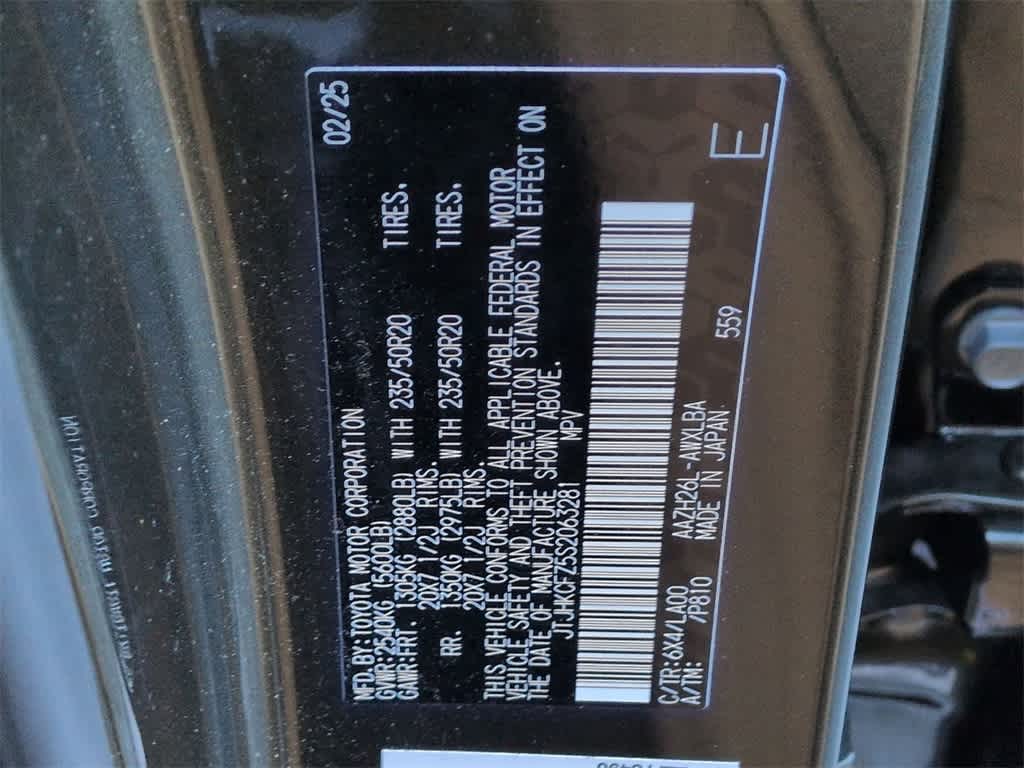 MFD.BY:TOYOTA MOTOR CORPORATION 02/25
GVWR:2540KG (5600LB)
GAWR:FRT. 1305KG (2880LB) WITH 235/50R20 TIRES.
20X7 1/2J RIMS.
RR. 1350KG (2975LB) WITH 235/50R20 TIRES.
20X7 1/2J RIMS.
THIS VEHICLE CONFORMS TO ALL APPLICABLE FEDERAL MOTOR
VEHICLE SAFETY AND THEFT PREVENTION STANDARDS IN EFFECT ON
THE DATE OF MANUFACTURE SHOWN ABOVE.
JTJHKCFZ5S2063281 MPV
C/TR:6X4/LA00 AAZH26L-AWXLBA
A/TM: /P810 MADE IN JAPAN 559
E